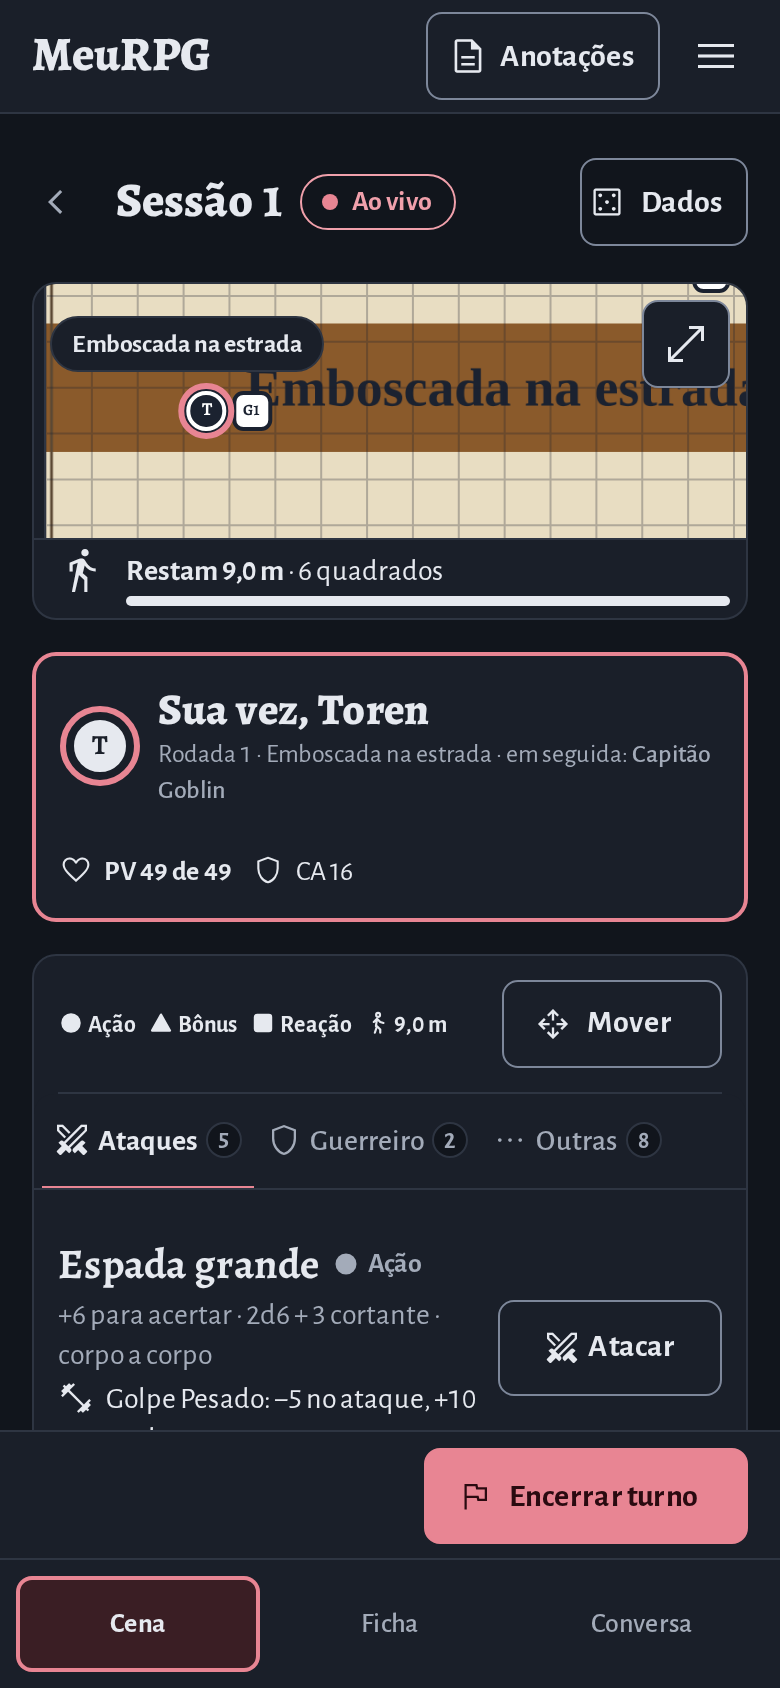 MeuRPG
Anotações
Sessão 1
Ao vivo
Dados
Emboscada na estrada
Emboscada na estrada
T
G1
Restam 9,0 m · 6 quadrados
T
Sua vez, Toren
Rodada 1 · Emboscada na estrada · em seguida: Capitão
Goblin
PV 49 de 49
CA 16
Ação
Bônus
Reação
9,0 m
Mover
Ataques 5
Guerreiro 2
Outras 8
Espada grande
Ação
+6 para acertar · 2d6 + 3 cortante ·
corpo a corpo
Atacar
Golpe Pesado: −5 no ataque, +10
Encerrar turno
Cena
Ficha
Conversa